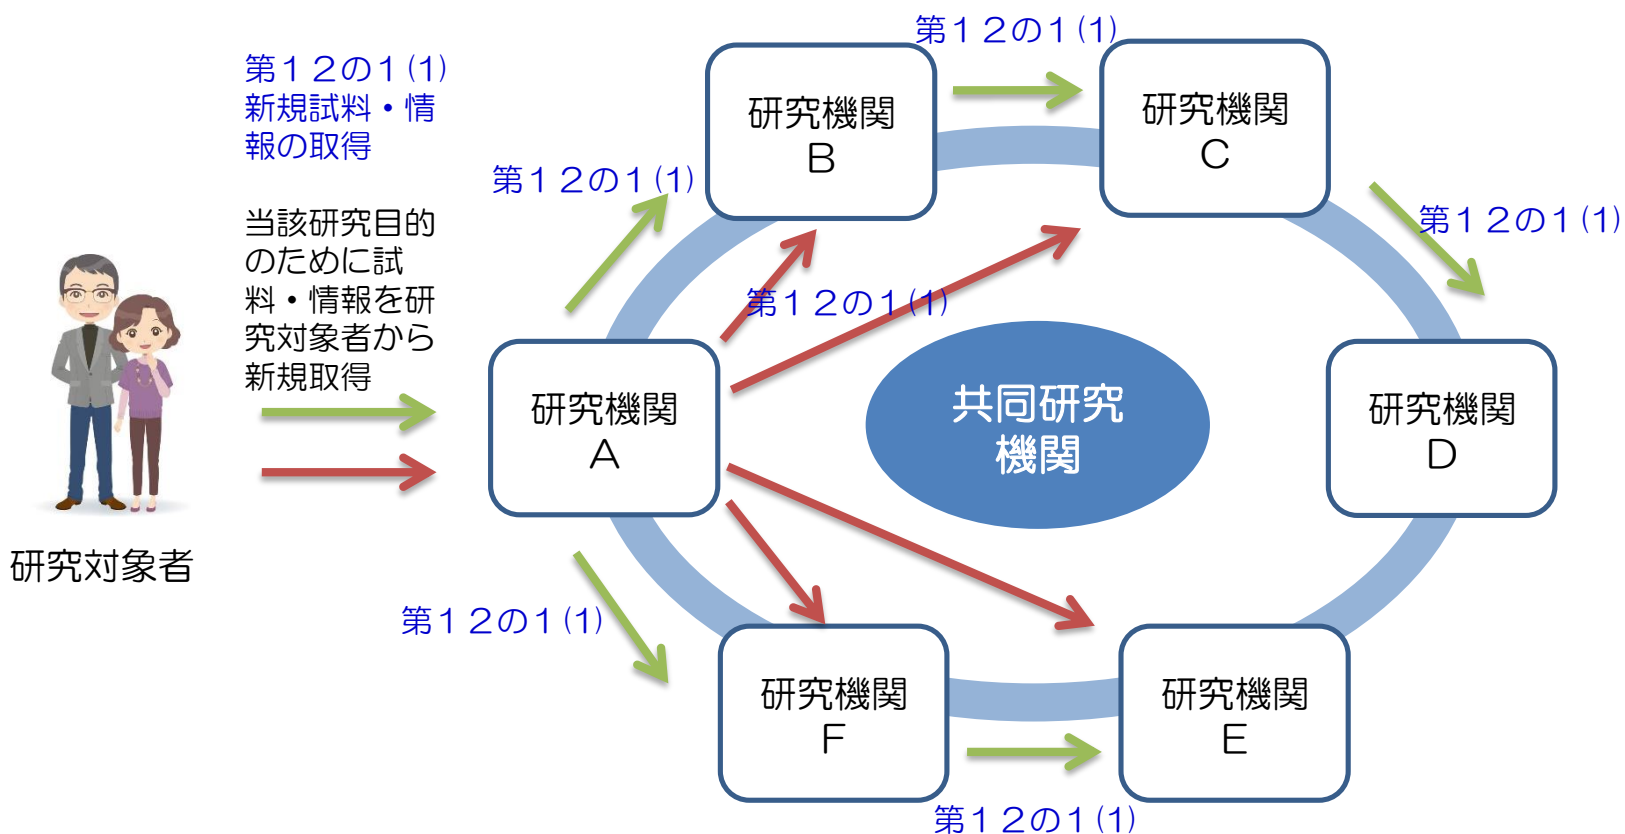 第１２の１(1)
新規試料・情
報の取得
当該研究目的
のために試
料・情報を研
究対象者から
新規取得
研究対象者
第１２の１(1)
第１２の１(1)
第１２の１(1)
第１２の１(1)
第１２の１(1)
第１２の１(1)
研究機関
A
研究機関
B
研究機関
C
研究機関
D
研究機関
E
研究機関
F
共同研究
機関